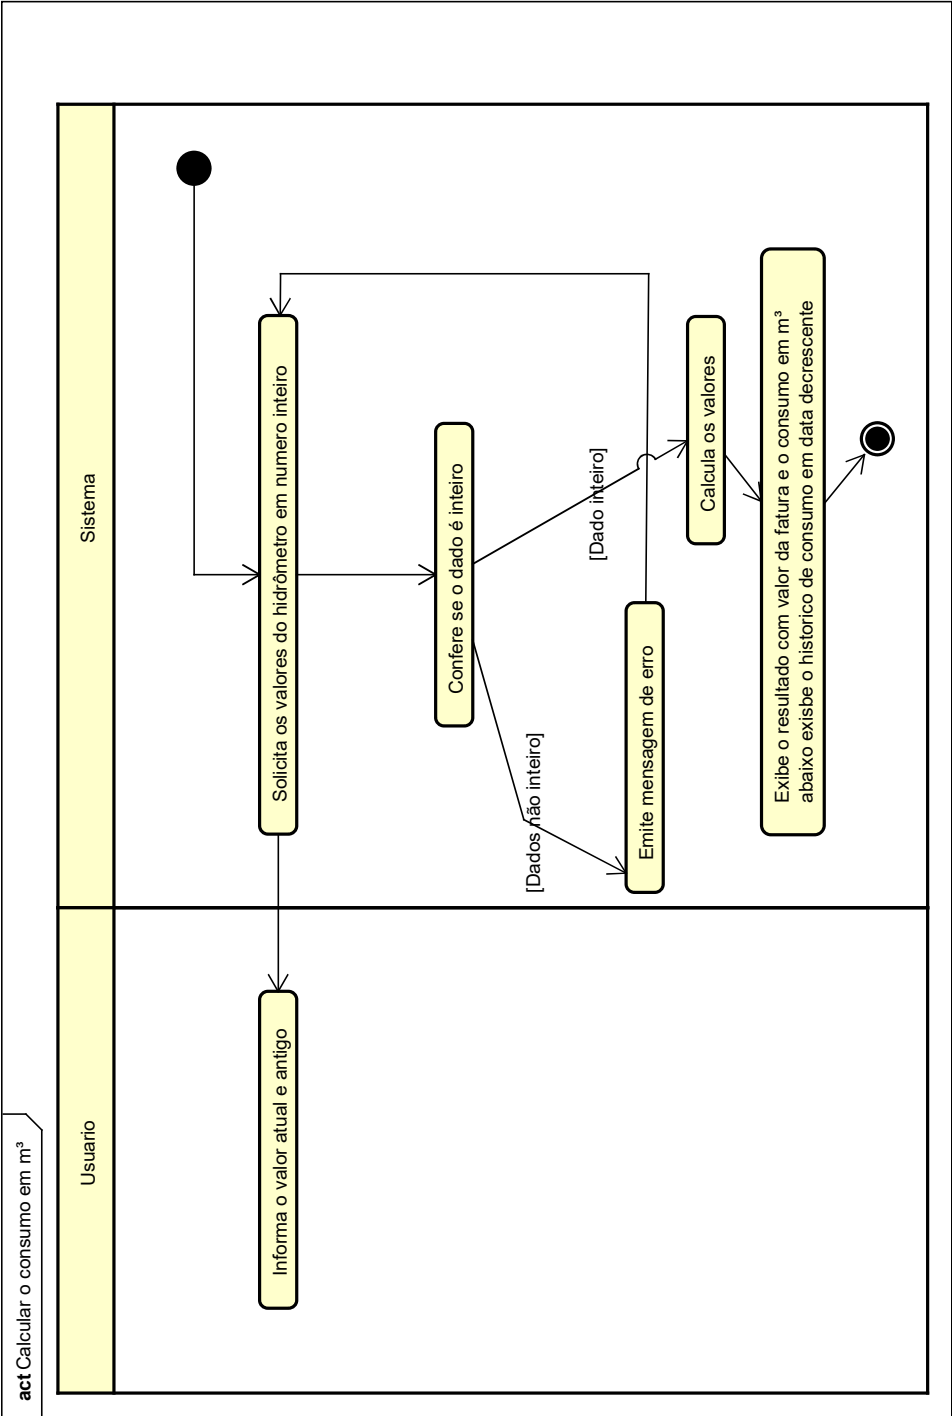 act Calcular o consumo em m³
Usuario
Sistema
Informa o valor atual e antigo
Solicita os valores do hidrômetro em numero inteiro
Confere se o dado é inteiro
[Dados não inteiro]
[Dado inteiro]
Emite mensagem de erro
Calcula os valores
Exibe o resultado com valor da fatura e o consumo em m³
abaixo exisbe o historico de consumo em data decrescente